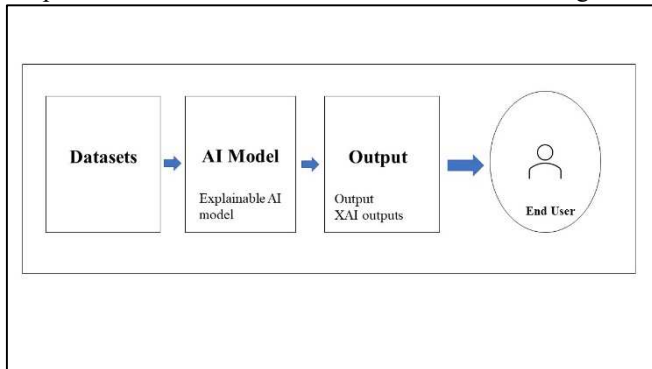 Datasets
AI Model
Explainable AI
model
Output
Output
XAI outputs
End User